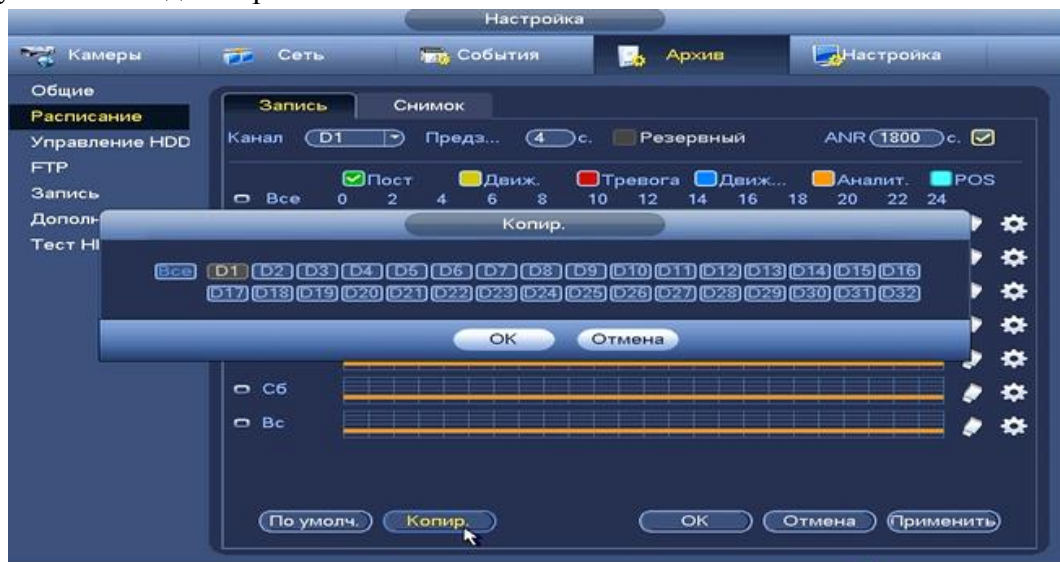 Настройка
Камеры Сеть События Архив Настройка
Общие
Расписание
Управление HDD
FTP
Запись
Дополн
Тест HI
Запись Снимок
Канал D1 Предз... 4 с. Резервный ANR 1800 с.
Пост Движ. Тревога Движ... Аналит. POS
Все 0 2 4 6 8 10 12 14 16 18 20 22 24
Копир.
Все D1 D2 D3 D4 D5 D6 D7 D8 D9 D10 D11 D12 D13 D14 D15 D16
D17 D18 D19 D20 D21 D22 D23 D24 D25 D26 D27 D28 D29 D30 D31 D32
OK Отмена
Сб
Вс
По умолч. Копир. OK Отмена Применить